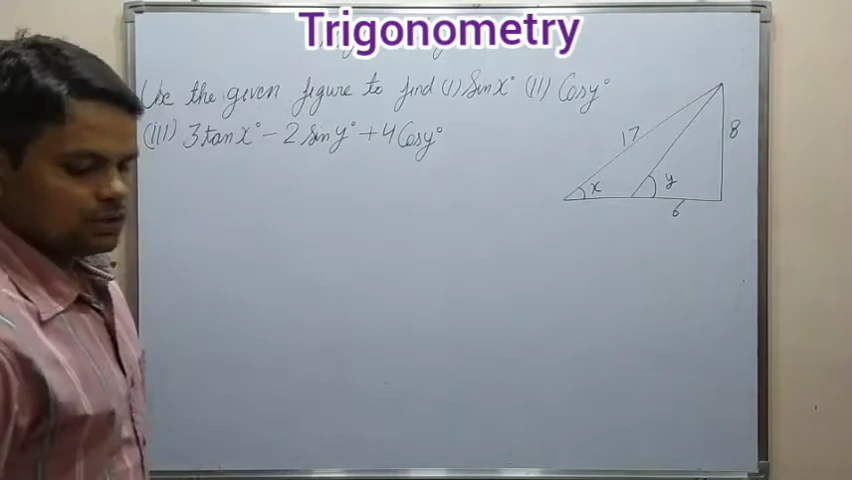 Trigonometry
Use the given figure to find (i) Sin x° (ii) Cos y°
(iii) 3 tan x° - 2 Sin y° + 4 Cos y°
17
8
x
y
6